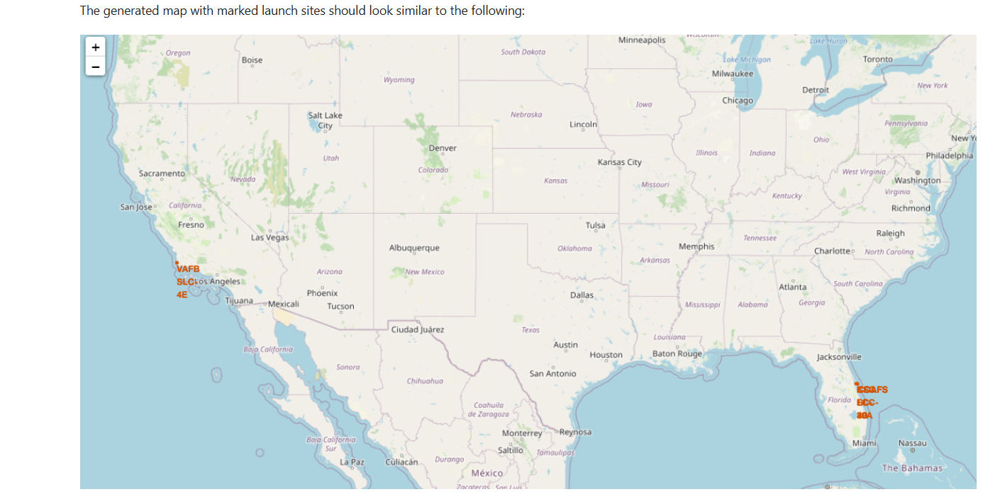 The generated map with marked launch sites should look similar to the following:
+
−
Oregon
Boise
South Dakota
Minneapolis
Wisconsin
Lake Huron
Lake Michigan
Toronto
Wyoming
Milwaukee
New York
Detroit
Chicago
Iowa
Salt Lake
City
Nebraska
Lincoln
Pennsylvania
New Y
Ohio
Denver
Illinois
Indiana
Philadelphia
Utah
Kansas City
Sacramento
Colorado
West Virginia
Nevada
Kansas
Missouri
Washington
Virginia
Kentucky
San Jose
California
Richmond
Fresno
Tulsa
Las Vegas
Raleigh
Tennessee
Albuquerque
Oklahoma
Memphis
Charlotte
North Carolina
Arkansas
VAFB
SLC-
4E
Los Angeles
Arizona
New Mexico
South Carolina
Atlanta
Phoenix
Dallas
Tijuana
Mexicali
Tucson
Mississippi
Alabama
Georgia
Ciudad Juárez
Texas
Louisiana
Austin
Baja California
Houston
Baton Rouge
Jacksonville
Sonora
San Antonio
Chihuahua
Florida
Coahuila
de Zaragoza
Monterrey
Reynosa
Baja California
Sur
Miami
Nassau
Saltillo
Tamaulipas
La Paz
Culiacán
Durango
The Bahamas
México
Zacatecas
San Luis